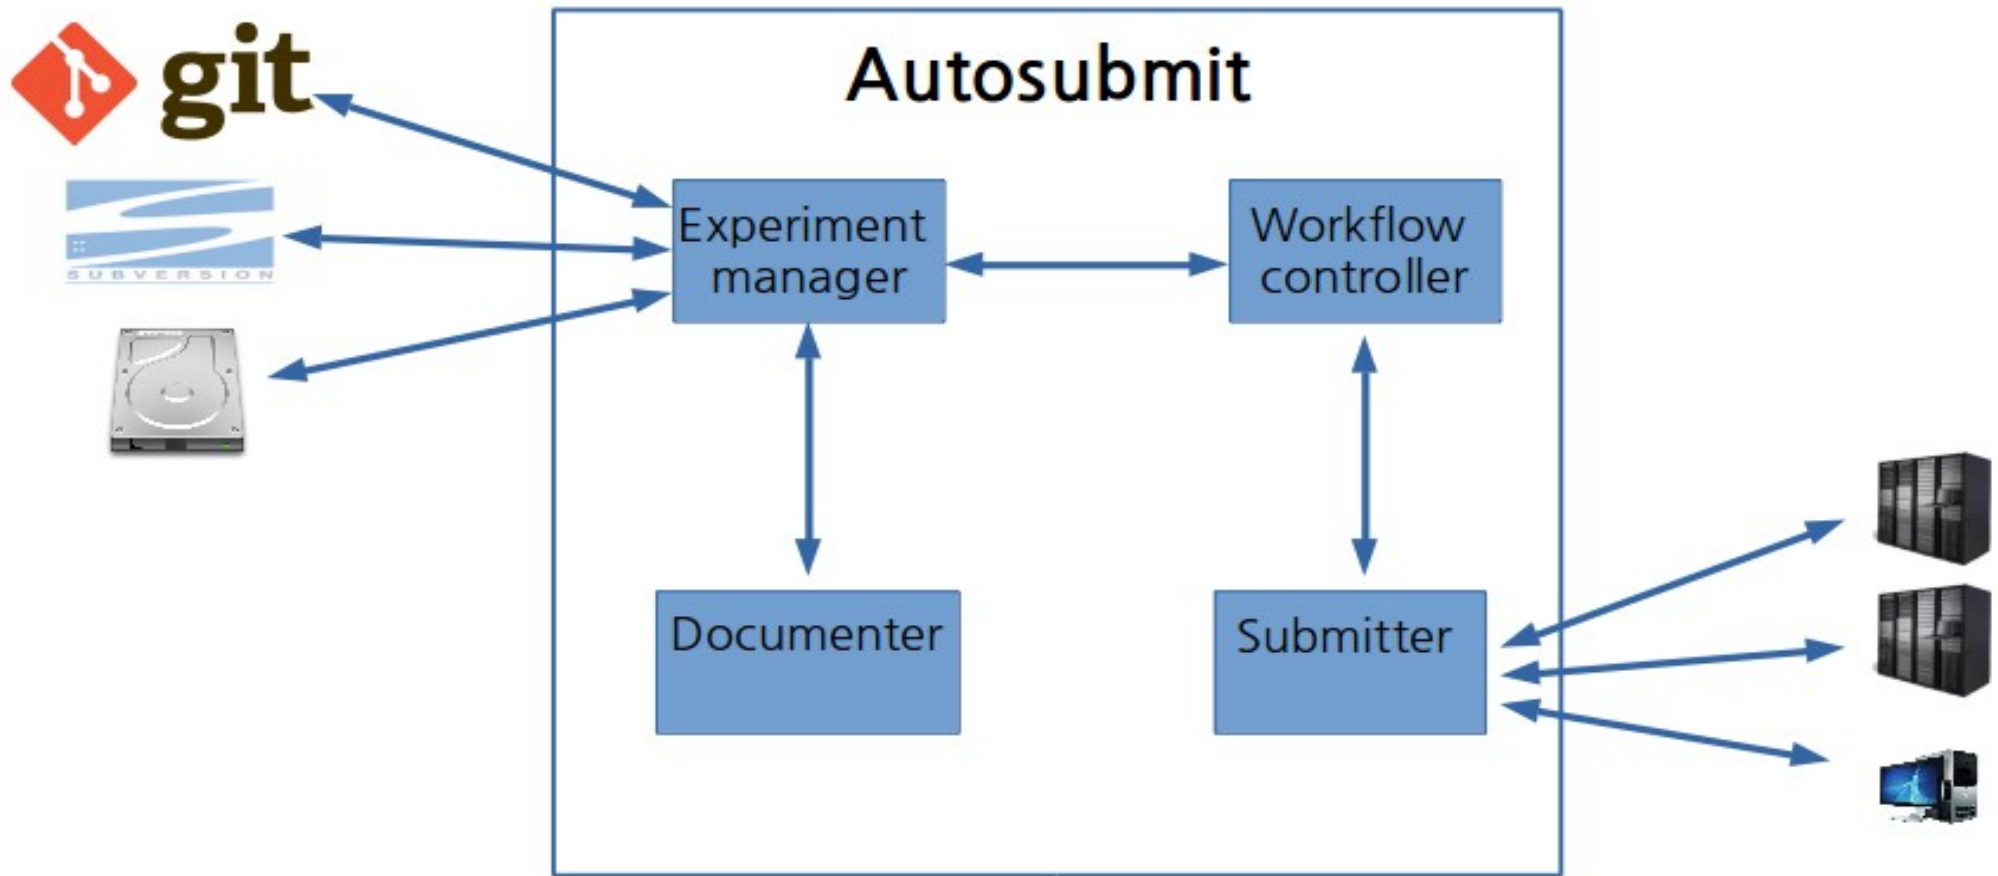 git
SUBVERSION
Autosubmit
Experiment
manager
Workflow
controller
Documenter
Submitter